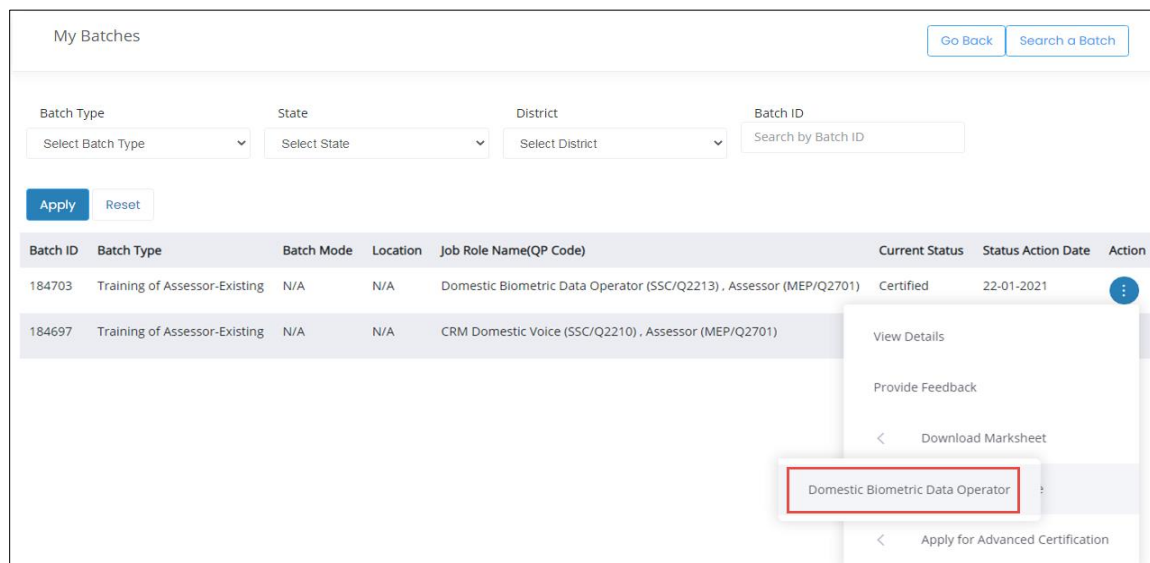 My Batches
Go Back
Search a Batch
Batch Type
State
District
Batch ID
Select Batch Type
Select State
Select District
Search by Batch ID
Apply
Reset
Batch ID Batch Type Batch Mode Location Job Role Name(QP Code) Current Status Status Action Date Action
184703 Training of Assessor-Existing N/A N/A Domestic Biometric Data Operator (SSC/Q2213) , Assessor (MEP/Q2701) Certified 22-01-2021
184697 Training of Assessor-Existing N/A N/A CRM Domestic Voice (SSC/Q2210) , Assessor (MEP/Q2701)
View Details
Provide Feedback
Download Marksheet
Domestic Biometric Data Operator
Apply for Advanced Certification